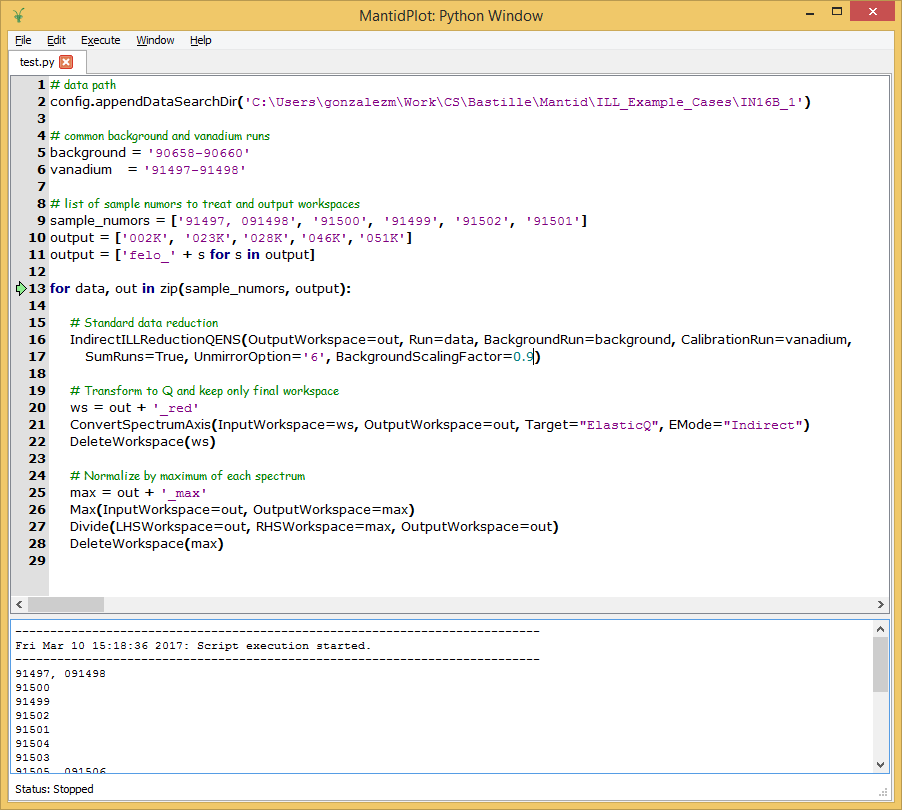 MantidPlot: Python Window
File Edit Execute Window Help
test.py
1 # data path
2 config.appendDataSearchDir('C:\Users\gonzalezm\Work\CS\Bastille\Mantid\ILL_Example_Cases\IN16B_1')
3
4 # common background and vanadium runs
5 background = '90658-90660'
6 vanadium  = '91497-91498'
7
8 # list of sample numors to treat and output workspaces
9 sample_numors = ['91497, 091498', '91500', '91499', '91502', '91501']
10 output = ['002K', '023K', '028K', '046K', '051K']
11 output = ['felo_' + s for s in output]
12
13 for data, out in zip(sample_numors, output):
14
15 # Standard data reduction
16 IndirectILLReductionQENS(OutputWorkspace=out, Run=data, BackgroundRun=background, CalibrationRun=vanadium,
17 SumRuns=True, UnmirrorOption='6', BackgroundScalingFactor=0.9)
18
19 # Transform to Q and keep only final workspace
20 ws = out + '_red'
21 ConvertSpectrumAxis(InputWorkspace=ws, OutputWorkspace=out, Target="ElasticQ", EMode="Indirect")
22 DeleteWorkspace(ws)
23
24 # Normalize by maximum of each spectrum
25 max = out + '_max'
26 Max(InputWorkspace=out, OutputWorkspace=max)
27 Divide(LHSWorkspace=out, RHSWorkspace=max, OutputWorkspace=out)
28 DeleteWorkspace(max)
29
---------------------------------------------------------------------------
Fri Mar 10 15:18:36 2017: Script execution started.
---------------------------------------------------------------------------
91497, 091498
91500
91499
91502
91501
91504
91503
91505, 091506
Status: Stopped